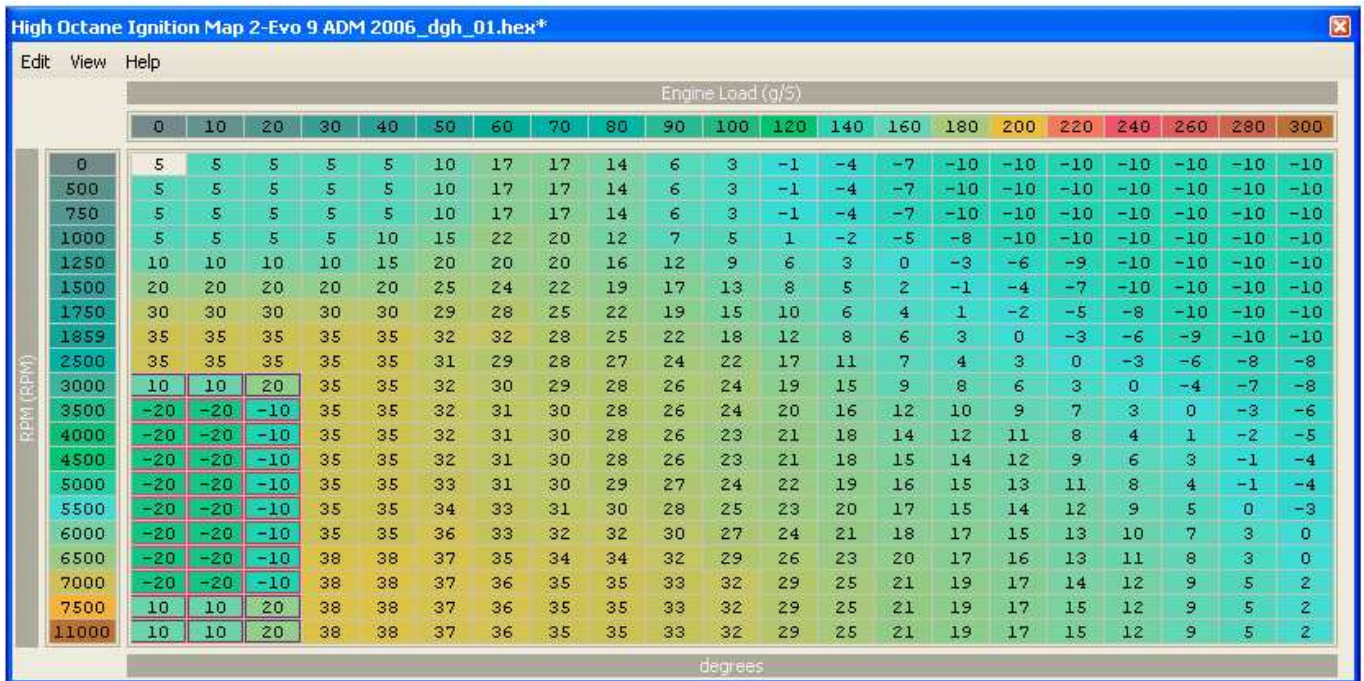 High Octane Ignition Map 2-Evo 9 ADM 2006_dgh_01.hex*
Edit View Help
Engine Load (g/S)
0 10 20 30 40 50 60 70 80 90 100 120 140 160 180 200 220 240 260 280 300
RPM (RPM)
0 5 5 5 5 5 10 17 17 14 6 3 -1 -4 -7 -10 -10 -10 -10 -10 -10 -10
500 5 5 5 5 5 10 17 17 14 6 3 -1 -4 -7 -10 -10 -10 -10 -10 -10 -10
750 5 5 5 5 5 10 17 17 14 6 3 -1 -4 -7 -10 -10 -10 -10 -10 -10 -10
1000 5 5 5 5 10 15 22 20 12 7 5 1 -2 -5 -8 -10 -10 -10 -10 -10 -10
1250 10 10 10 10 15 20 20 20 16 12 9 6 3 0 -3 -6 -9 -10 -10 -10 -10
1500 20 20 20 20 20 25 24 22 19 17 13 8 5 2 -1 -4 -7 -10 -10 -10 -10
1750 30 30 30 30 30 29 28 25 22 19 15 10 6 4 1 -2 -5 -8 -10 -10 -10
1859 35 35 35 35 35 32 32 28 25 22 18 12 8 6 3 0 -3 -6 -9 -10 -10
2500 35 35 35 35 35 31 29 28 27 24 22 17 11 7 4 3 0 -3 -6 -8 -8
3000 10 10 20 35 35 32 30 29 28 26 24 19 15 9 8 6 3 0 -4 -7 -8
3500 -20 -20 -10 35 35 32 31 30 28 26 24 20 16 12 10 9 7 3 0 -3 -6
4000 -20 -20 -10 35 35 32 31 30 28 26 23 21 18 14 12 11 8 4 1 -2 -5
4500 -20 -20 -10 35 35 32 31 30 28 26 23 21 18 15 14 12 9 6 3 -1 -4
5000 -20 -20 -10 35 35 33 31 30 29 27 24 22 19 16 15 13 11 8 4 -1 -4
5500 -20 -20 -10 35 35 34 33 31 30 28 25 23 20 17 15 14 12 9 5 0 -3
6000 -20 -20 -10 35 35 36 33 32 32 30 27 24 21 18 17 15 13 10 7 3 0
6500 -20 -20 -10 38 38 37 35 34 34 32 29 26 23 20 17 16 13 11 8 3 0
7000 -20 -20 -10 38 38 37 36 35 35 33 32 29 25 21 19 17 14 12 9 5 2
7500 10 10 20 38 38 37 36 35 35 33 32 29 25 21 19 17 15 12 9 5 2
11000 10 10 20 38 38 37 36 35 35 33 32 29 25 21 19 17 15 12 9 5 2
degrees